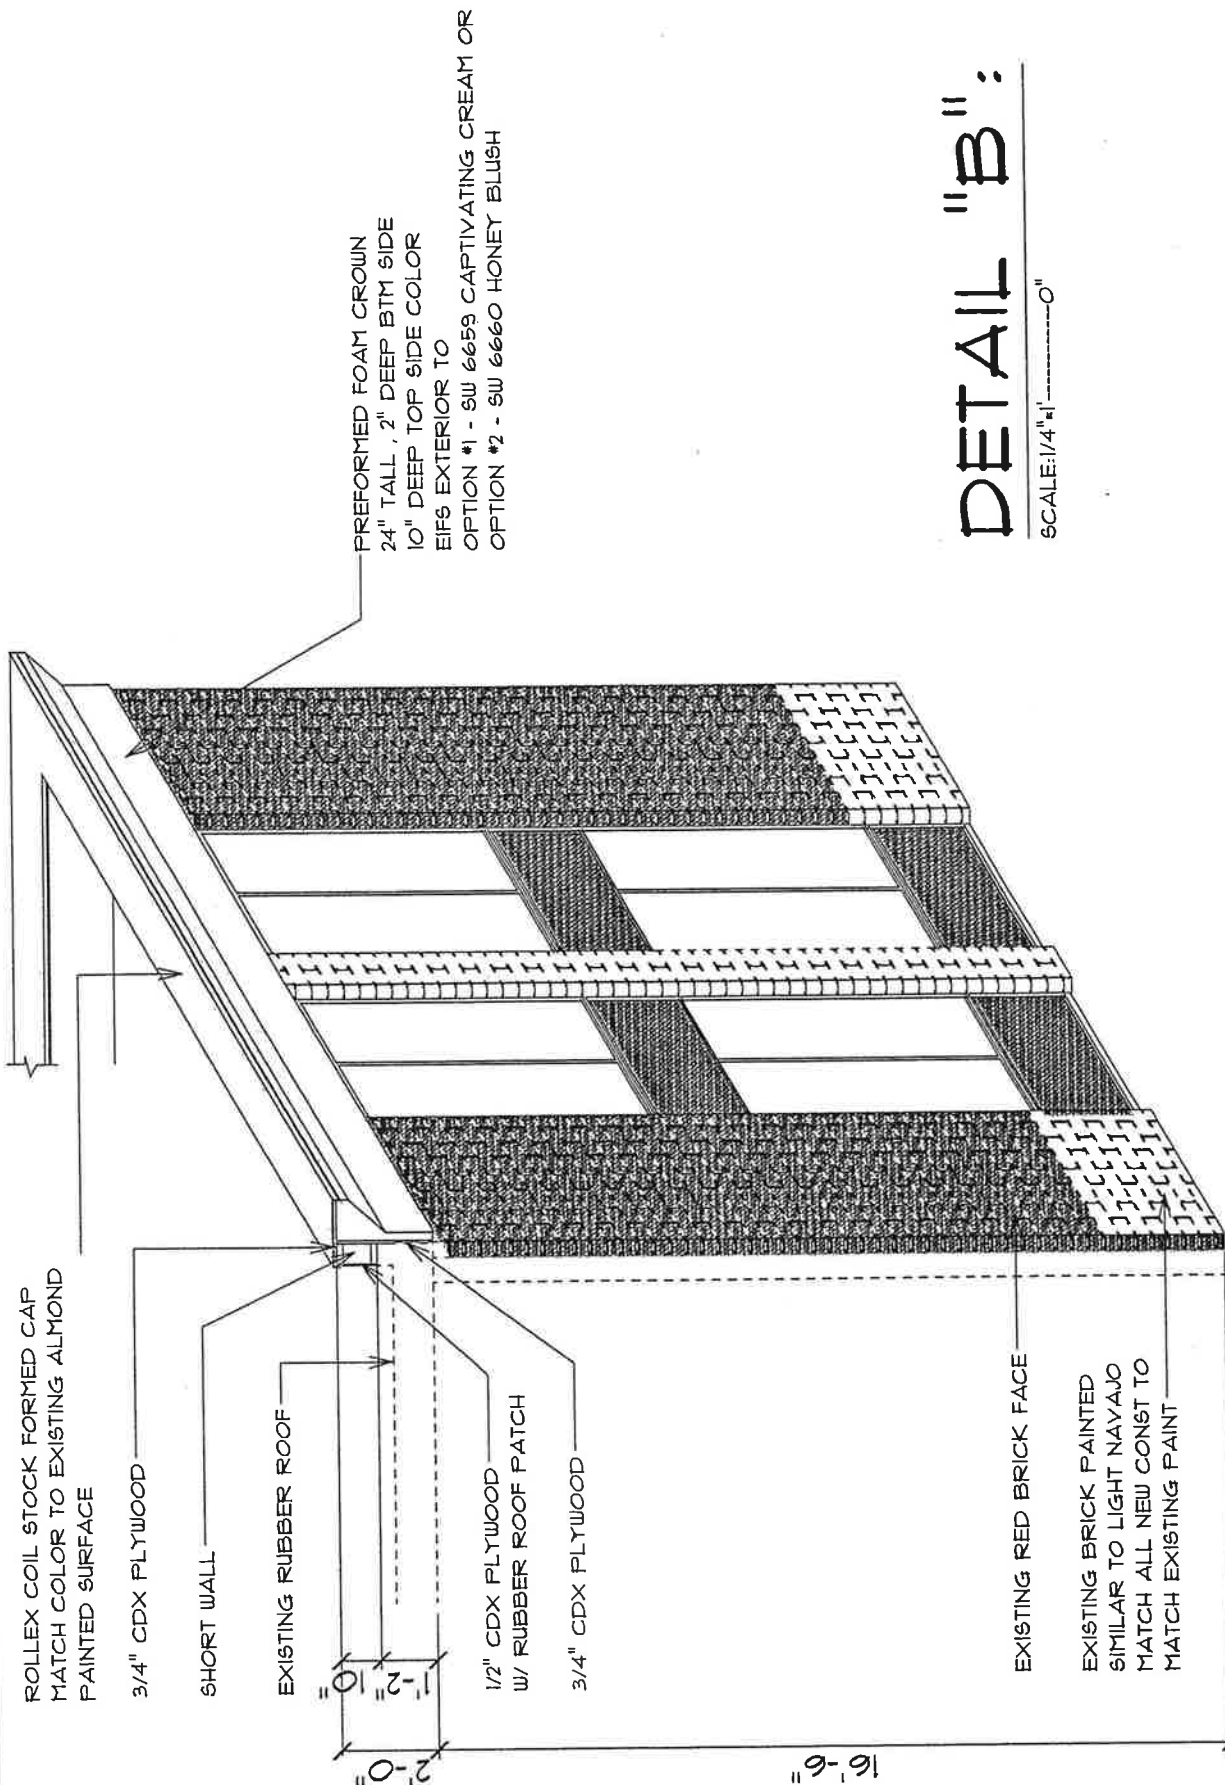 ROLLEX COIL STOCK FORMED CAP
MATCH COLOR TO EXISTING ALMOND
PAINTED SURFACE
3/4" CDX PLYWOOD
SHORT WALL
EXISTING RUBBER ROOF
10"
1'-2"
2'-0"
1/2" CDX PLYWOOD
W/ RUBBER ROOF PATCH
3/4" CDX PLYWOOD
EXISTING RED BRICK FACE
EXISTING BRICK PAINTED
SIMILAR TO LIGHT NAVAJO
MATCH ALL NEW CONST TO
MATCH EXISTING PAINT
16'-6"
PREFORMED FOAM CROWN
24" TALL , 2" DEEP BTM SIDE
10" DEEP TOP SIDE COLOR
EIFS EXTERIOR TO
OPTION #1 - SW 6659 CAPTIVATING CREAM OR
OPTION #2 - SW 6660 HONEY BLUSH
DETAIL "B" :
SCALE:1/4"=1'-----------0"